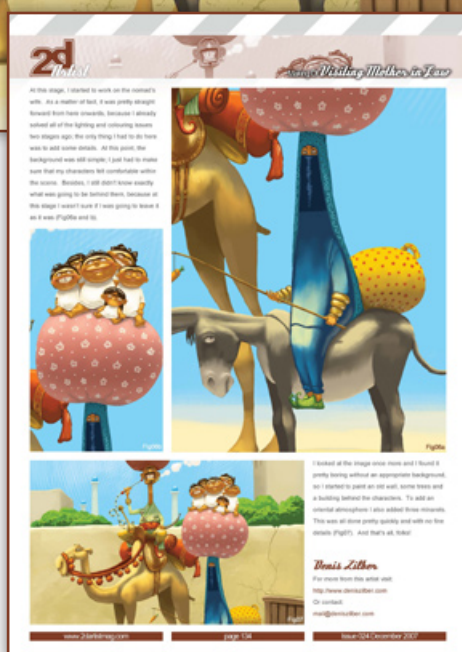 2d
Artist
Making Of Visiting Mother in Law
At this stage, I started to work on the nomad's
wife. As a matter of fact, it was pretty straight
forward from here onwards, because I already
solved all of the lighting and colouring issues
two stages ago; the only thing I had to do here
was to add some details. At this point, the
background was still simple; I just had to make
sure that my characters felt comfortable within
the scene. Besides, I still didn't know exactly
what was going to be behind them, because at
this stage I wasn't sure if I was going to leave it
as it was (Fig06a and b).
Fig06b
Fig06a
Fig07
I looked at the image once more and I found it
pretty boring without an appropriate background,
so I started to paint an old wall, some trees and
a building behind the characters. To add an
oriental atmosphere I also added three minarets.
This was all done pretty quickly and with no fine
details (Fig07). And that's all, folks!
Denis Zilber
For more from this artist visit:
http://www.deniszilber.com
Or contact:
mail@deniszilber.com
www.2dartistmag.com
page 134
Issue 024 December 2007